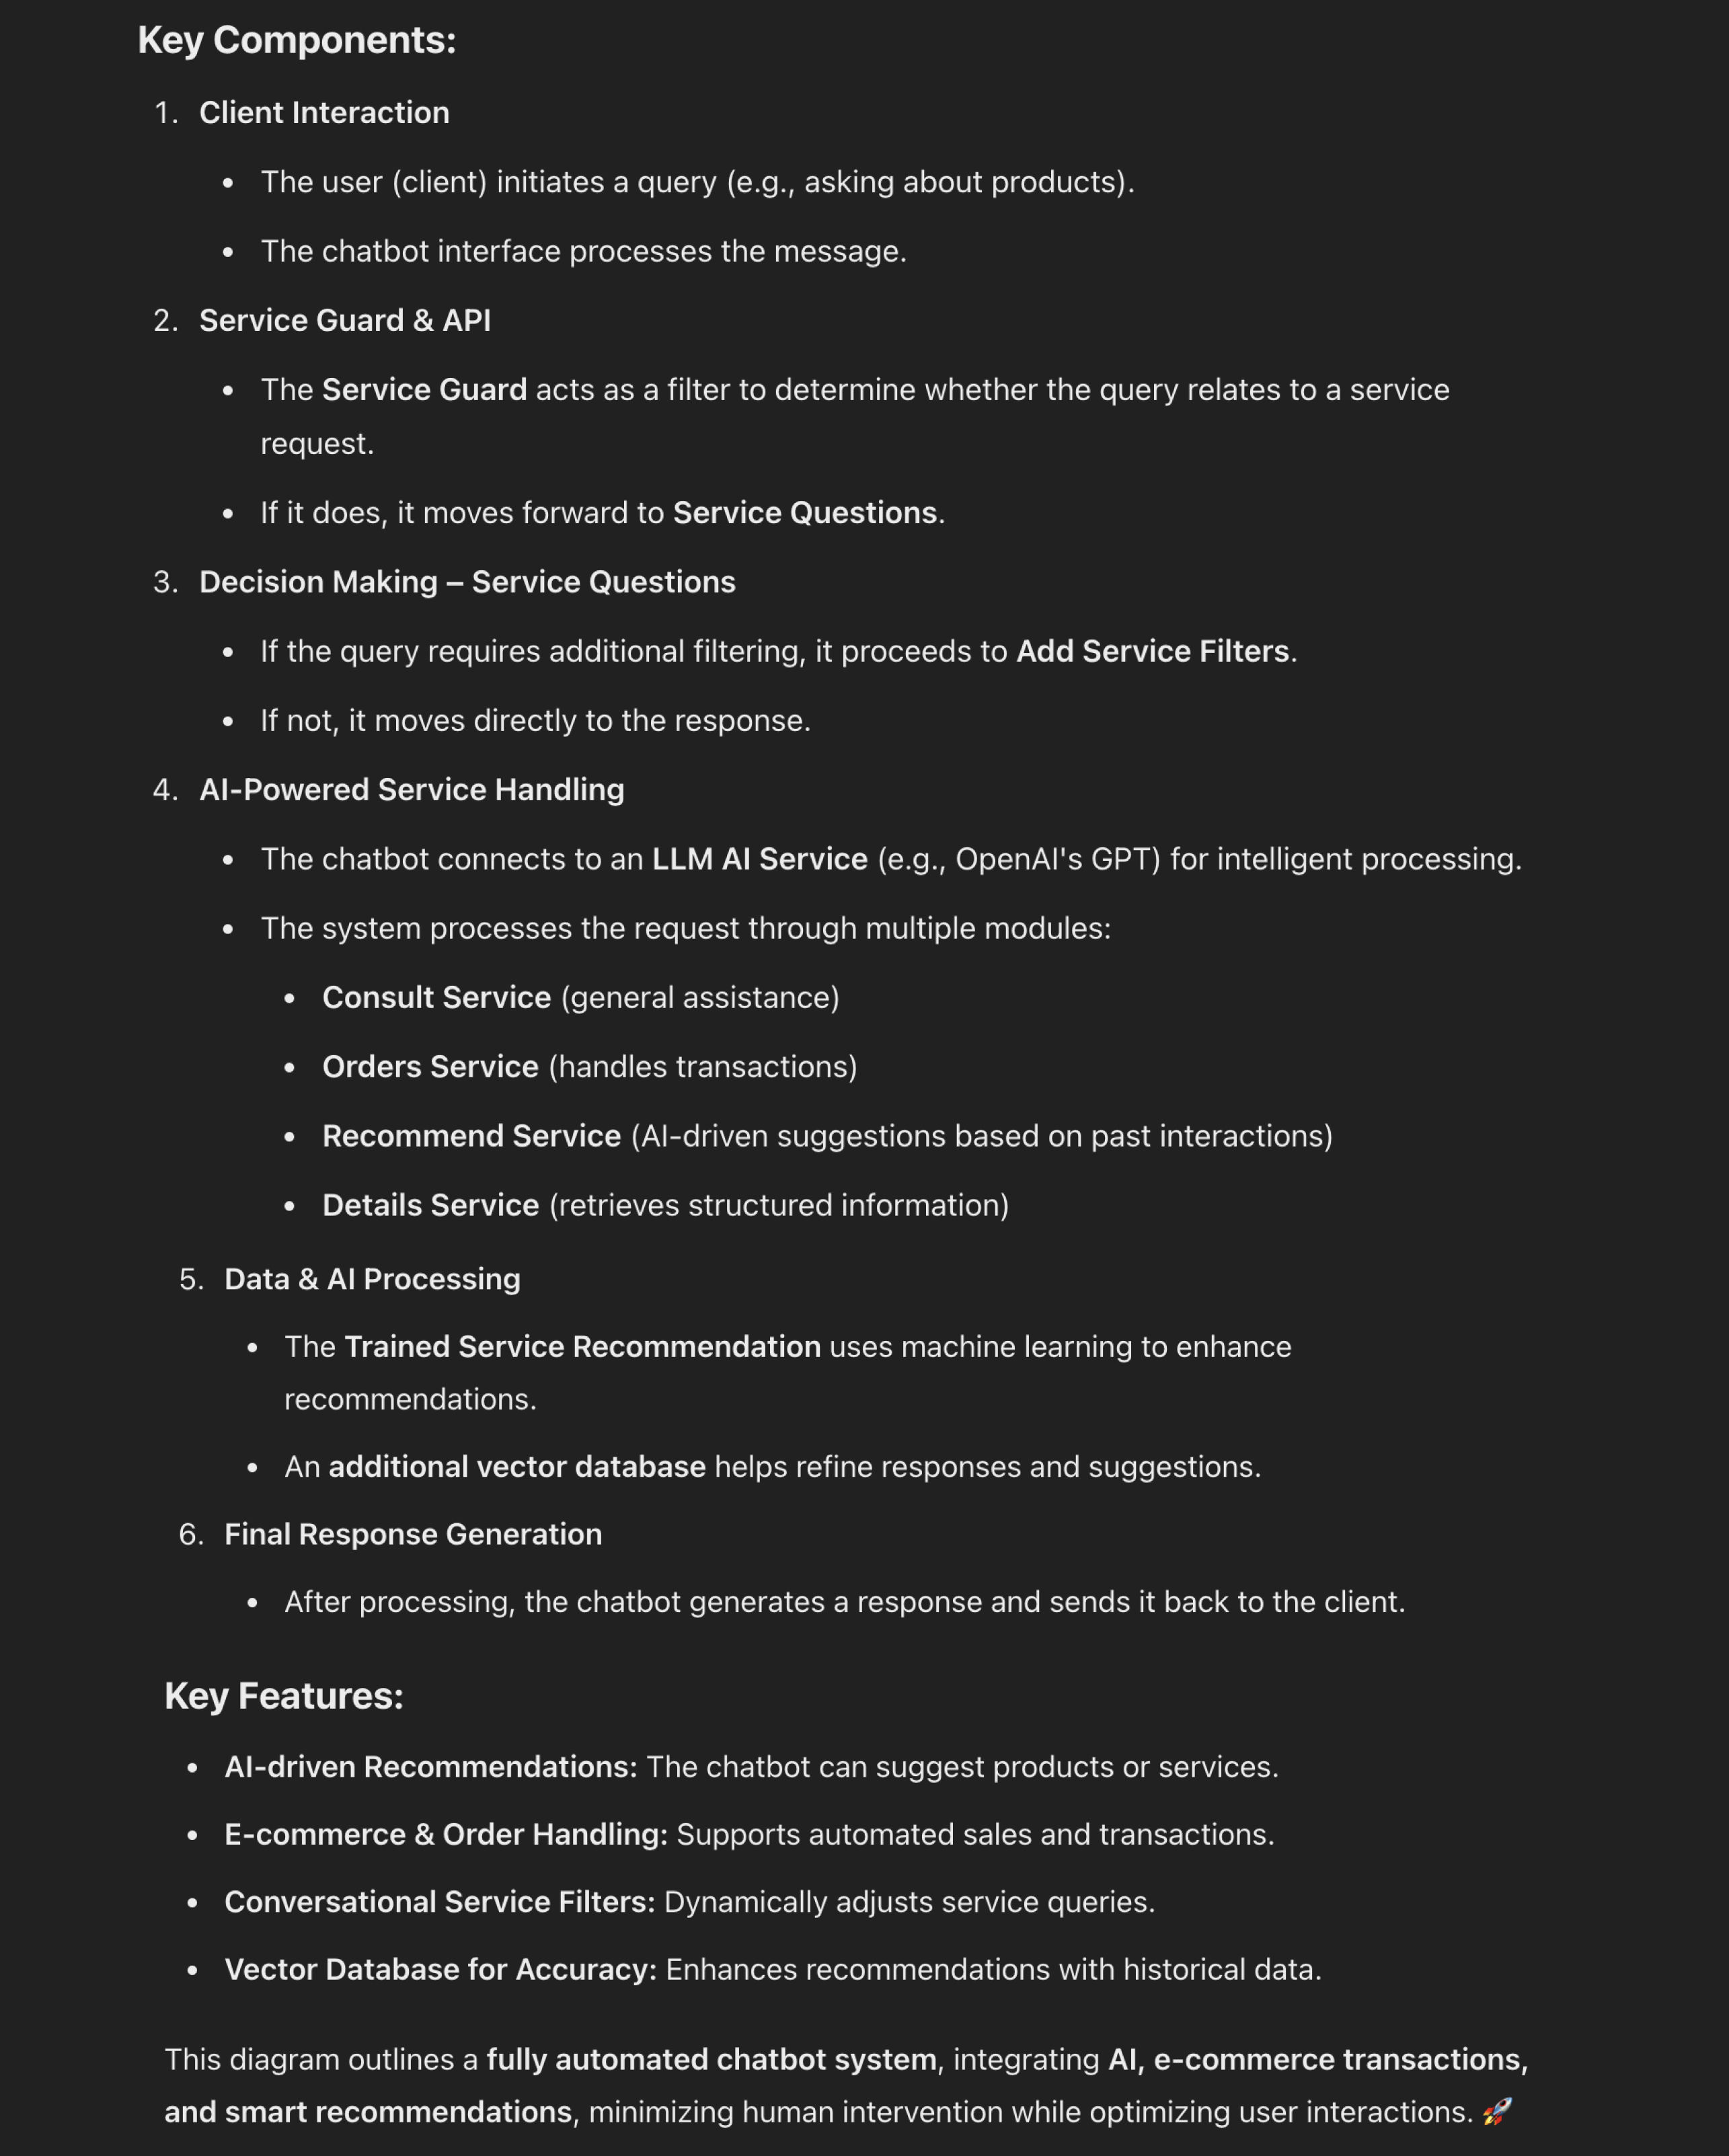 Key Components:
1. Client Interaction
• The user (client) initiates a query (e.g., asking about products).
• The chatbot interface processes the message.
2. Service Guard & API
• The Service Guard acts as a filter to determine whether the query relates to a service
request.
• If it does, it moves forward to Service Questions.
3. Decision Making – Service Questions
• If the query requires additional filtering, it proceeds to Add Service Filters.
• If not, it moves directly to the response.
4. AI-Powered Service Handling
• The chatbot connects to an LLM AI Service (e.g., OpenAI's GPT) for intelligent processing.
• The system processes the request through multiple modules:
• Consult Service (general assistance)
• Orders Service (handles transactions)
• Recommend Service (AI-driven suggestions based on past interactions)
• Details Service (retrieves structured information)
5. Data & AI Processing
• The Trained Service Recommendation uses machine learning to enhance
recommendations.
• An additional vector database helps refine responses and suggestions.
6. Final Response Generation
• After processing, the chatbot generates a response and sends it back to the client.
Key Features:
• AI-driven Recommendations: The chatbot can suggest products or services.
• E-commerce & Order Handling: Supports automated sales and transactions.
• Conversational Service Filters: Dynamically adjusts service queries.
• Vector Database for Accuracy: Enhances recommendations with historical data.
This diagram outlines a fully automated chatbot system, integrating AI, e-commerce transactions,
and smart recommendations, minimizing human intervention while optimizing user interactions. 🚀